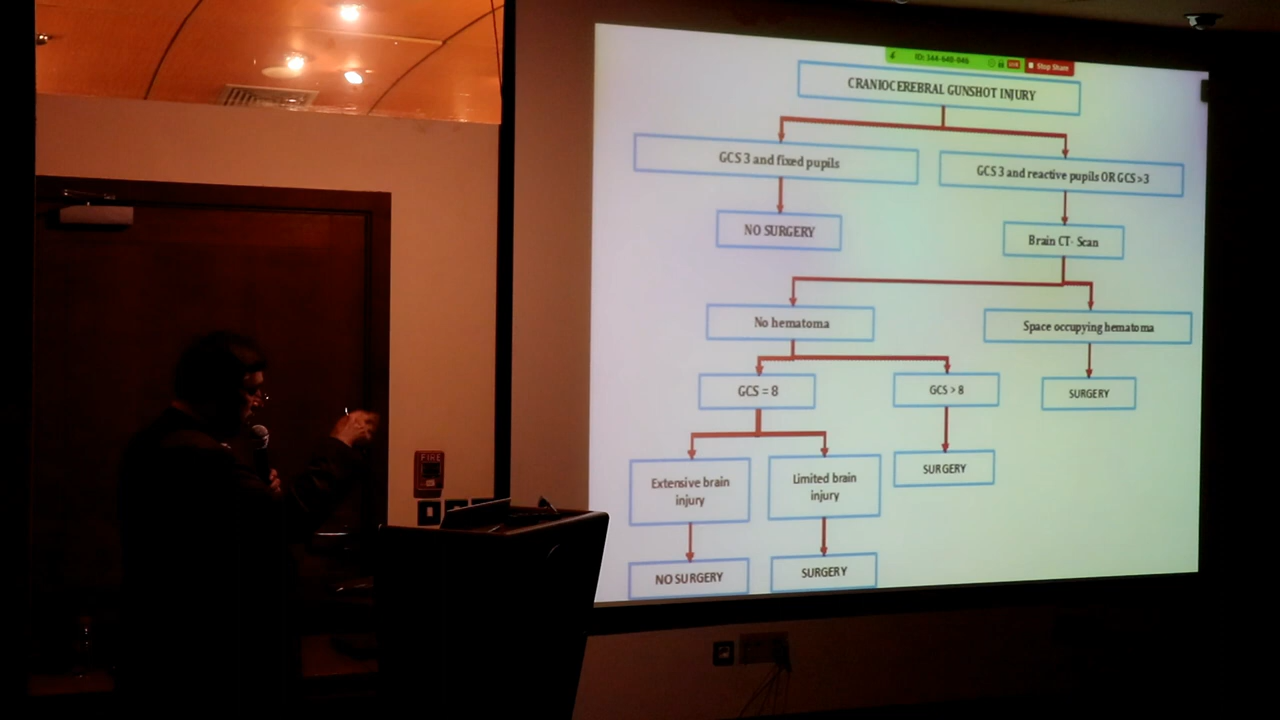 ID: 344-648-046
LIVE
Stop Share
CRANIOCEREBRAL GUNSHOT INJURY
GCS 3 and fixed pupils
GCS 3 and reactive pupils OR GCS >3
NO SURGERY
Brain CT- Scan
No hematoma
Space occupying hematoma
GCS = 8
GCS > 8
SURGERY
Extensive brain
injury
Limited brain
injury
SURGERY
NO SURGERY
SURGERY
FIRE